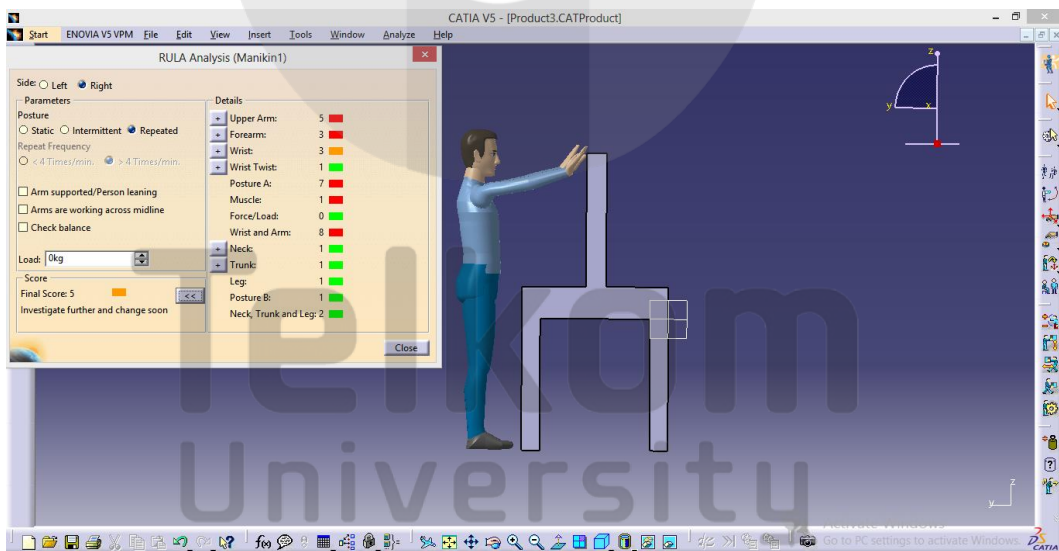 CATIA V5 - [Product3.CATProduct]
Start ENOVIA V5 VPM File Edit View Insert Tools Window Analyze Help
RULA Analysis (Manikin1)
Side: Left Right
Parameters
Posture
Static Intermittent Repeated
Repeat Frequency
< 4 Times/min. > 4 Times/min.
Arm supported/Person leaning
Arms are working across midline
Check balance
Load: 0kg
Score
Final Score: 5
<<
Investigate further and change soon
Details
+ Upper Arm: 5
+ Forearm: 3
+ Wrist: 3
+ Wrist Twist: 1
Posture A: 7
Muscle: 1
Force/Load: 0
Wrist and Arm: 8
+ Neck: 1
+ Trunk: 1
Leg: 1
Posture B: 1
Neck, Trunk and Leg: 2
Close
z
y x
Telkom
University
z
y
Activate Windows
Go to PC settings to activate Windows.
f(x)
CATIA